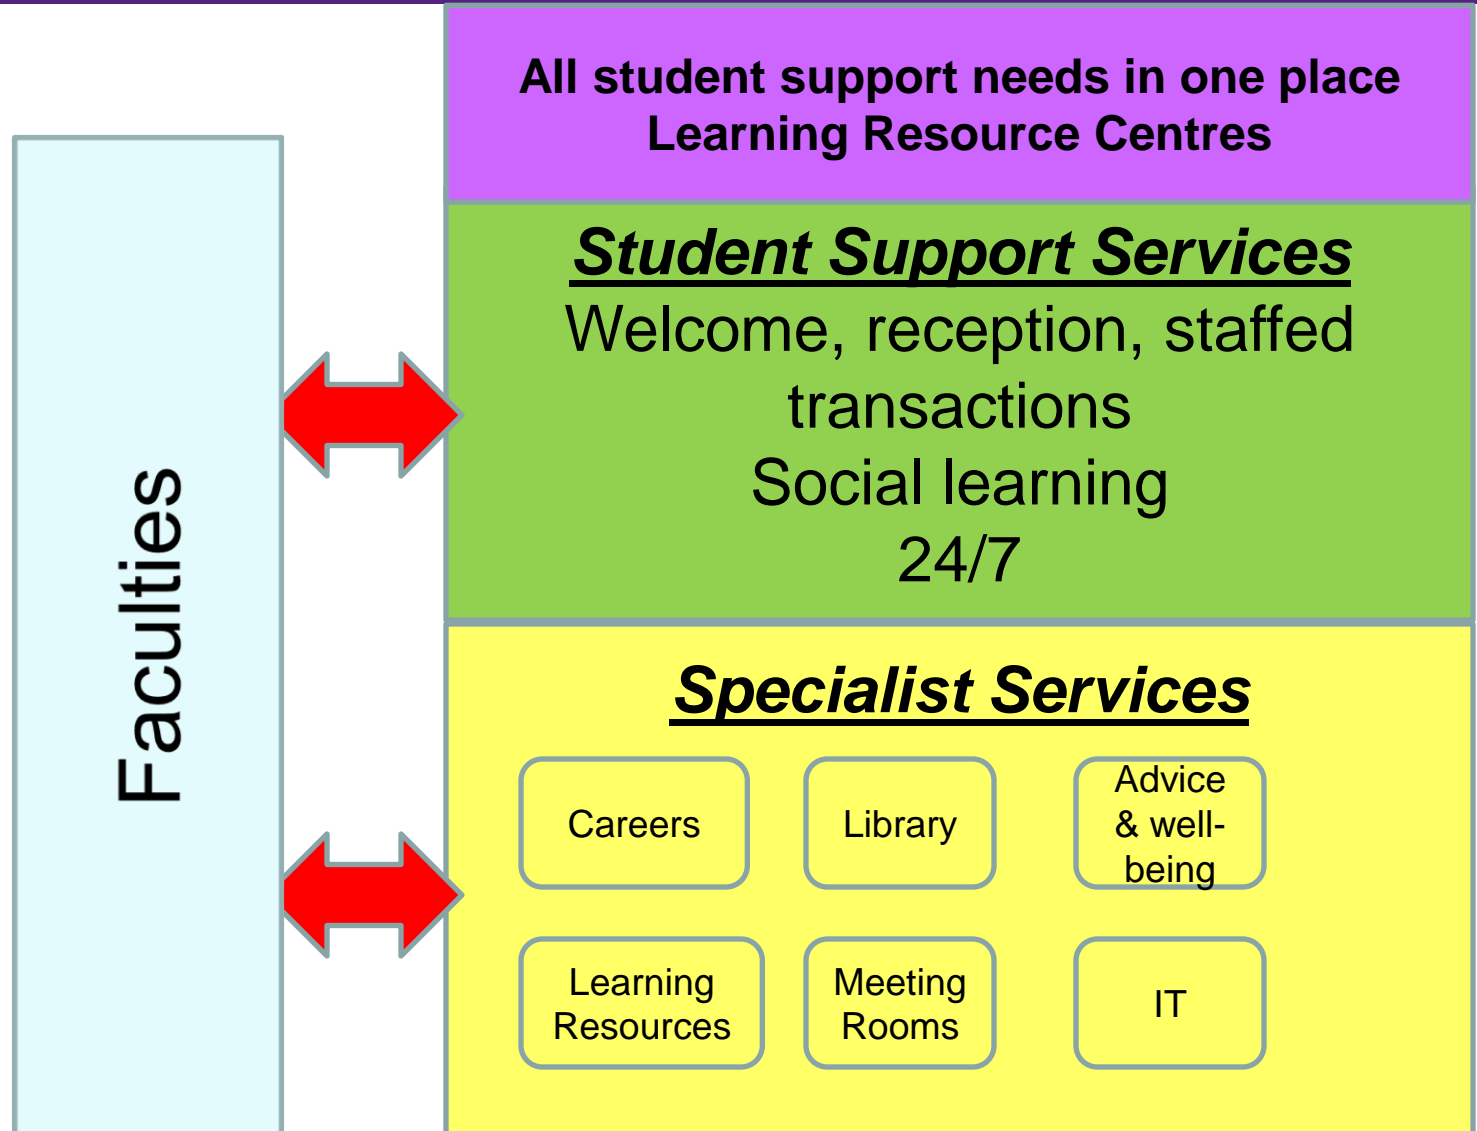 All student support needs in one place
Learning Resource Centres
Faculties
Student Support Services
Welcome, reception, staffed
transactions
Social learning
24/7
Specialist Services
Careers
Library
Advice
& well-
being
Learning
Resources
Meeting
Rooms
IT